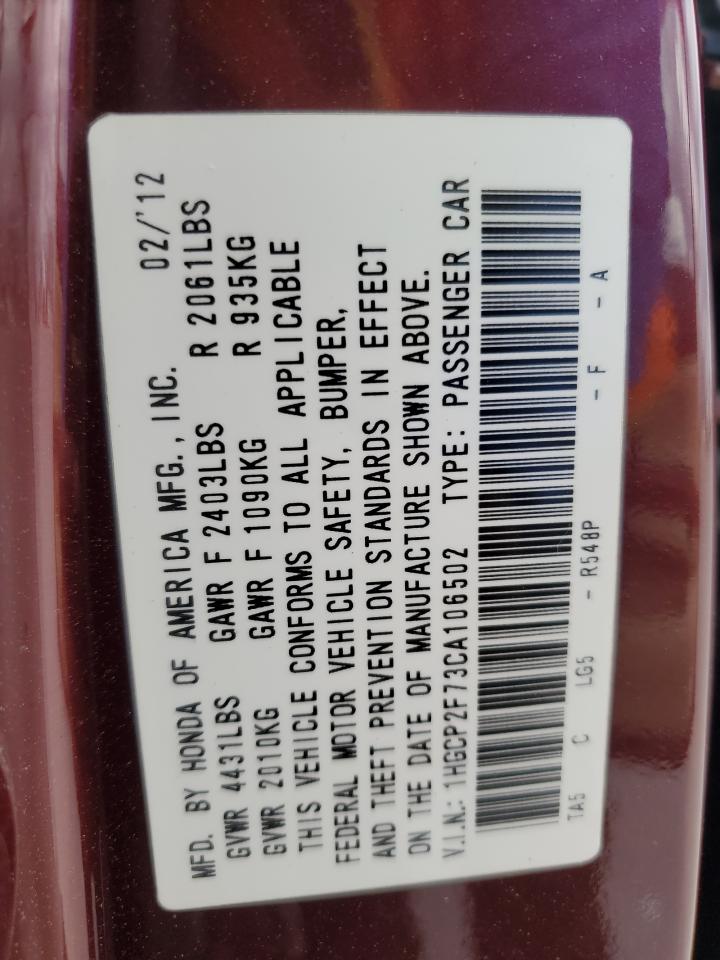 MFD. BY HONDA OF AMERICA MFG., INC. 02/'12
GVWR 4431LBS GAWR F 2403LBS R 2061LBS
GVWR 2010KG GAWR F 1090KG R 935KG
THIS VEHICLE CONFORMS TO ALL APPLICABLE
FEDERAL MOTOR VEHICLE SAFETY, BUMPER,
AND THEFT PREVENTION STANDARDS IN EFFECT
ON THE DATE OF MANUFACTURE SHOWN ABOVE.
V.I.N.: 1HGCP2F73CA106502 TYPE: PASSENGER CAR
TA5 C LG5 - R548P - F - A